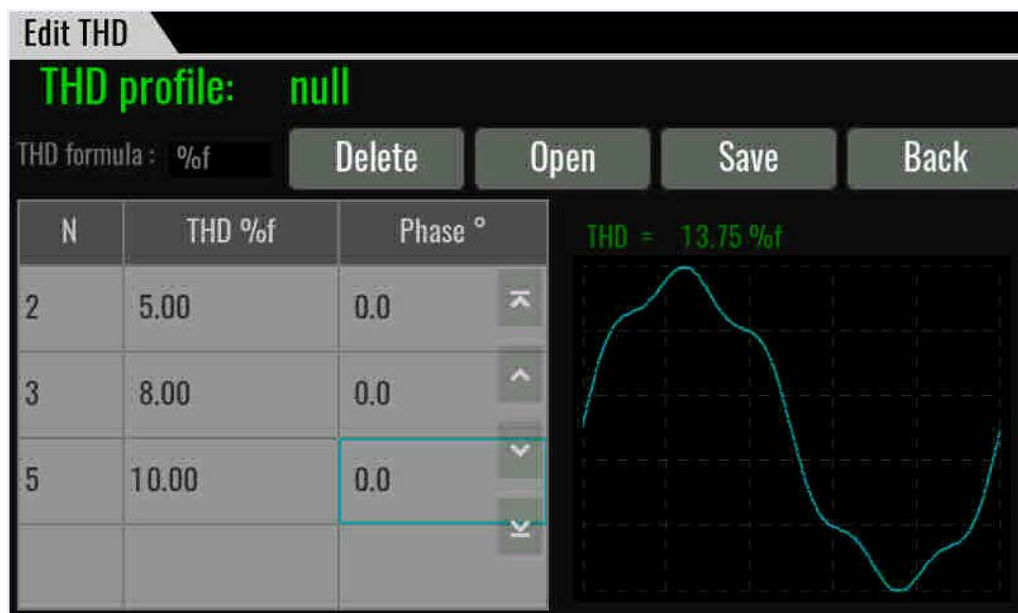 Edit THD
THD profile: null
THD formula : %f Delete Open Save Back
N THD %f Phase °
THD = 13.75 %f
2 5.00 0.0
3 8.00 0.0
5 10.00 0.0